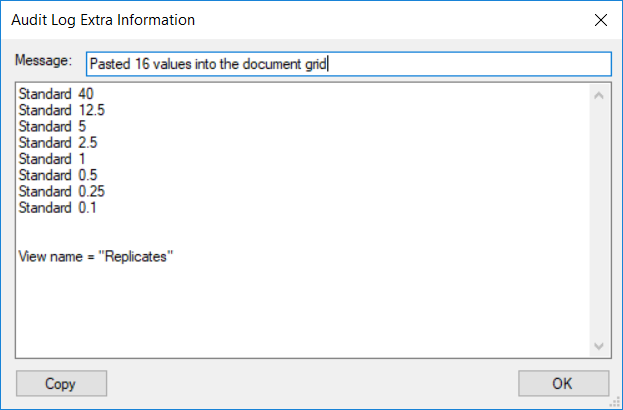 Audit Log Extra Information
Message: Pasted 16 values into the document grid
Standard 40
Standard 12.5
Standard 5
Standard 2.5
Standard 1
Standard 0.5
Standard 0.25
Standard 0.1
View name = "Replicates"
Copy OK